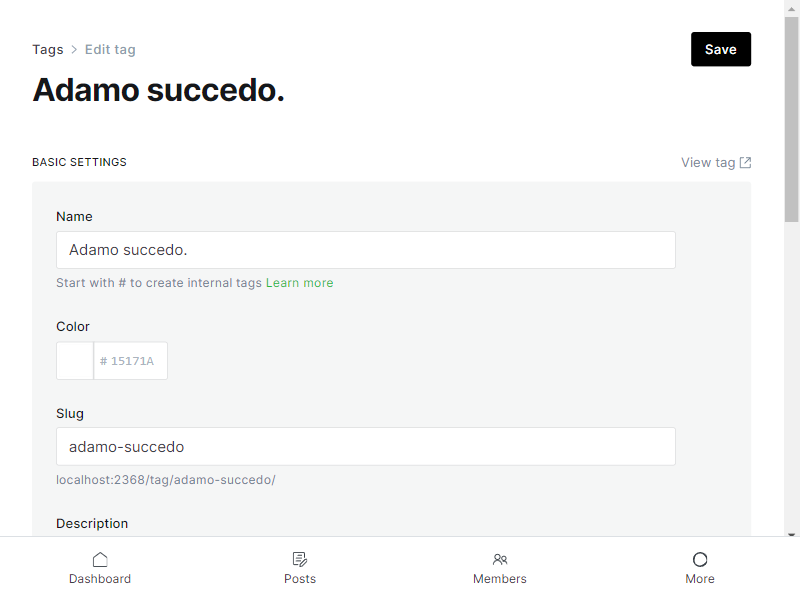 Tags > Edit tag
Save
Adamo succedo.
BASIC SETTINGS
View tag
Name
Adamo succedo.
Start with # to create internal tags Learn more
Color
# 15171A
Slug
adamo-succedo
localhost:2368/tag/adamo-succedo/
Description
Dashboard
Posts
Members
More